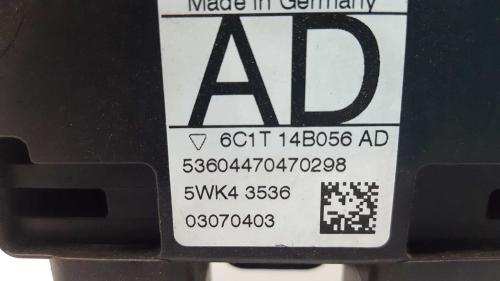 Made in Germany
AD
6C1T 14B056 AD
53604470470298
5WK4 3536
03070403